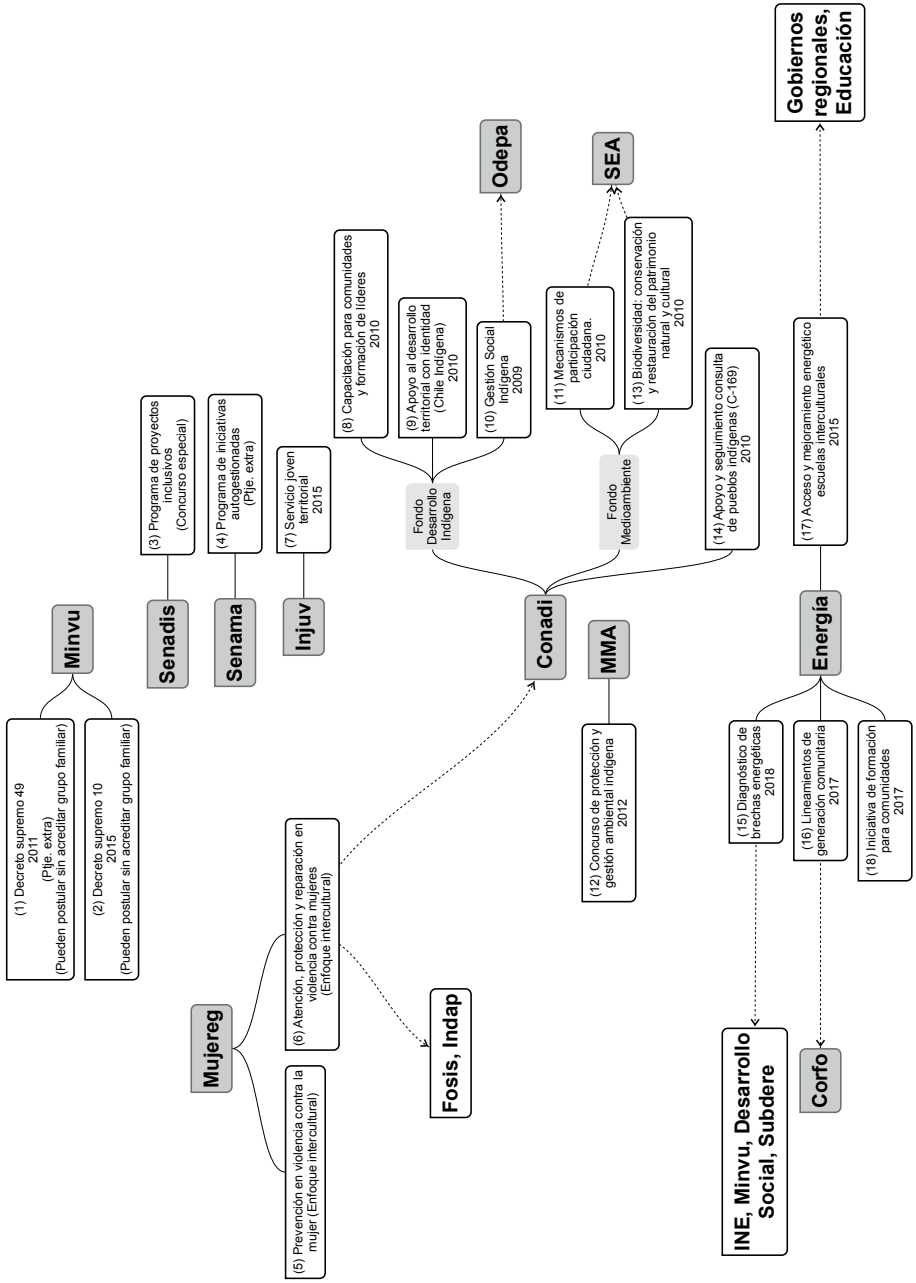 Minvu
(1) Decreto supremo 49
2011
(Ptje. extra)
(Pueden postular sin acreditar grupo familiar)
(2) Decreto supremo 10
2015
(Pueden postular sin acreditar grupo familiar)
Senadis
(3) Programa de proyectos
inclusivos
(Concurso especial)
Senama
(4) Programa de iniciativas
autogestionadas
(Ptje. extra)
Mujereg
(5) Prevención en violencia contra la
mujer (Enfoque intercultural)
(6) Atención, protección y reparación en
violencia contra mujeres
(Enfoque intercultural)
Fosis, Indap
Injuv
(7) Servicio joven
territorial
2015
Conadi
Fondo
Desarrollo
Indígena
(8) Capacitación para comunidades
y formación de líderes
2010
(9) Apoyo al desarrollo
territorial con identidad
(Chile Indígena)
2010
(10) Gestión Social
Indígena
2009
Odepa
Fondo
Medioambiente
(11) Mecanismos de
participación
ciudadana.
2010
(13) Biodiversidad: conservación
y restauración del patrimonio
natural y cultural
2010
SEA
(14) Apoyo y seguimiento consulta
de pueblos indígenas (C-169)
2010
MMA
(12) Concurso de protección y
gestión ambiental indígena
2012
Energía
(15) Diagnóstico de
brechas energéticas
2018
(16) Lineamientos de
generación comunitaria
2017
(18) Iniciativa de formación
para comunidades
2017
(17) Acceso y mejoramiento energético
escuelas interculturales
2015
INE, Minvu, Desarrollo
Social, Subdere
Corfo
Gobiernos
regionales,
Educación